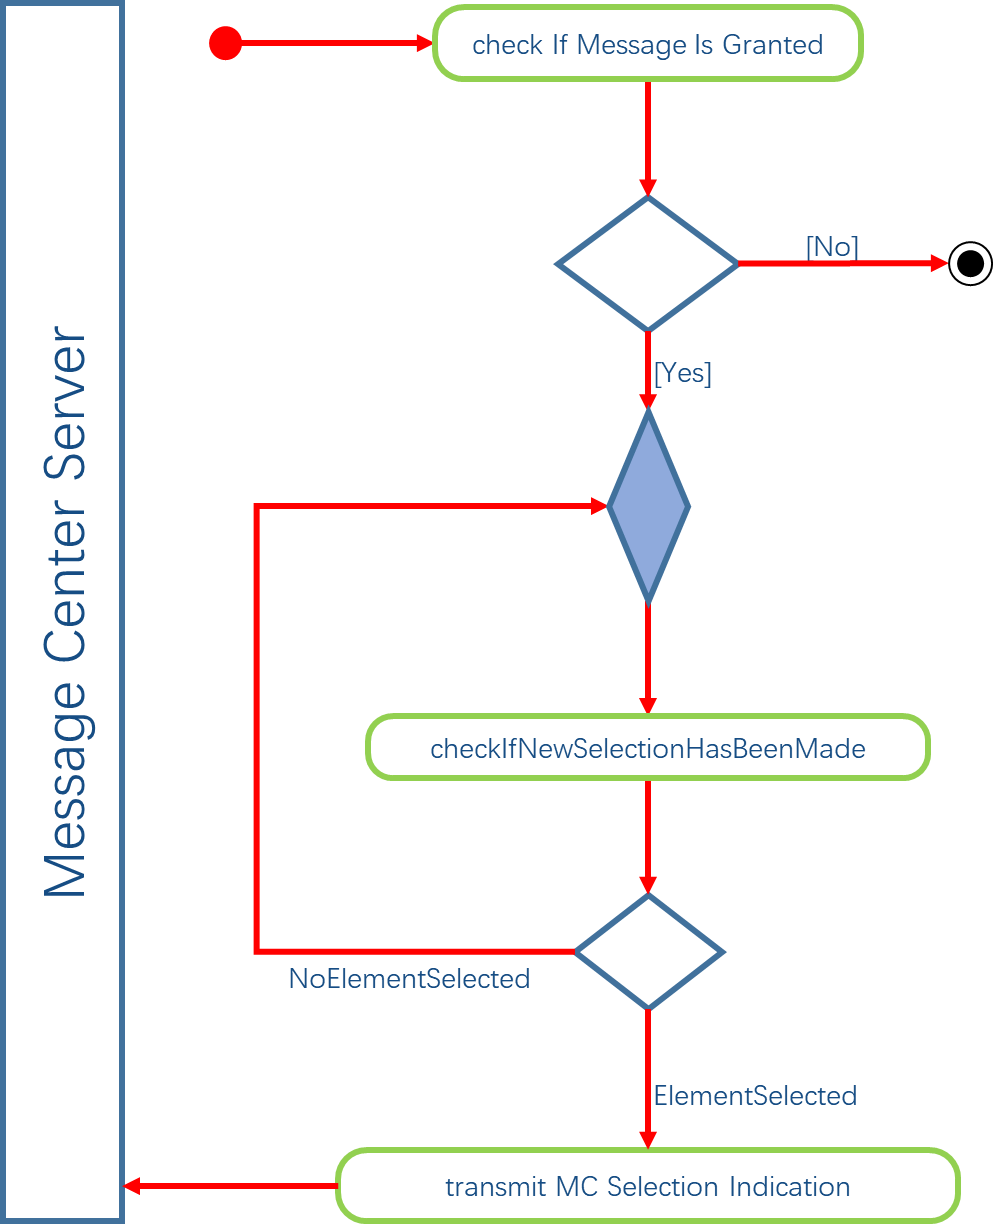 check If Message Is Granted
[No]
[Yes]
Message Center Server
checkIfNewSelectionHasBeenMade
NoElementSelected
ElementSelected
transmit MC Selection Indication